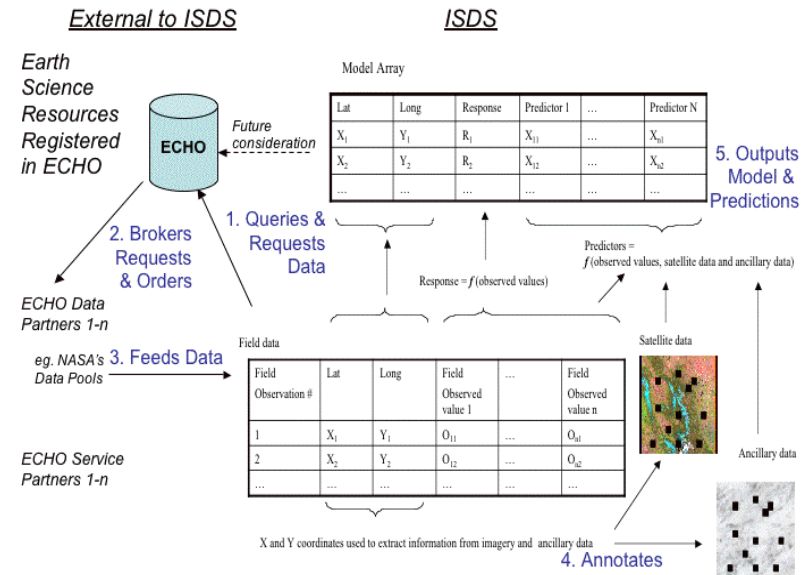 External to ISDS
ISDS
Earth
Science
Resources
Registered
in ECHO
ECHO
Future
consideration
Model Array
Lat Long Response Predictor 1 … Predictor N
X1 Y1 R1 X11 … Xn1
X2 Y2 R2 X12 … Xn2
… … … … …
5. Outputs
Model &
Predictions
1. Queries &
Requests
Data
2. Brokers
Requests
& Orders
Response = f (observed values)
Predictors =
f (observed values, satellite data and ancillary data)
ECHO Data
Partners 1-n
eg. NASA's
Data Pools
3. Feeds Data
ECHO Service
Partners 1-n
Field data
Field Observation # Lat Long Field Observed value 1 … Field Observed value n
1 X1 Y1 O11 … On1
2 X2 Y2 O12 … On2
… … … … … …
Satellite data
Ancillary data
X and Y coordinates used to extract information from imagery and ancillary data
4. Annotates